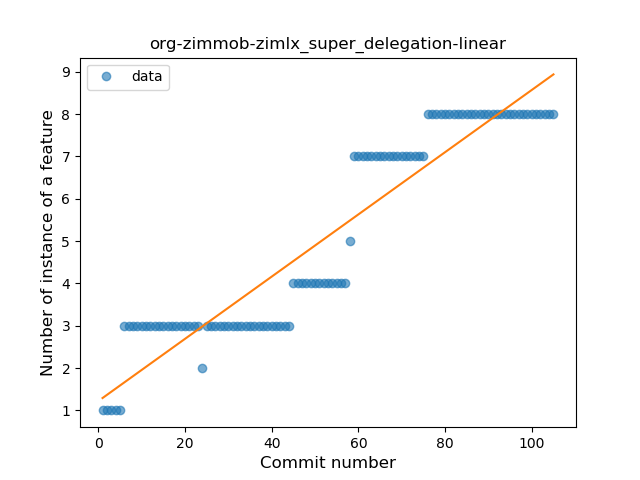 org-zimmob-zimlx_super_delegation-linear
data
Number of instance of a feature
9
8
7
6
5
4
3
2
1
0 20 40 60 80 100
Commit number